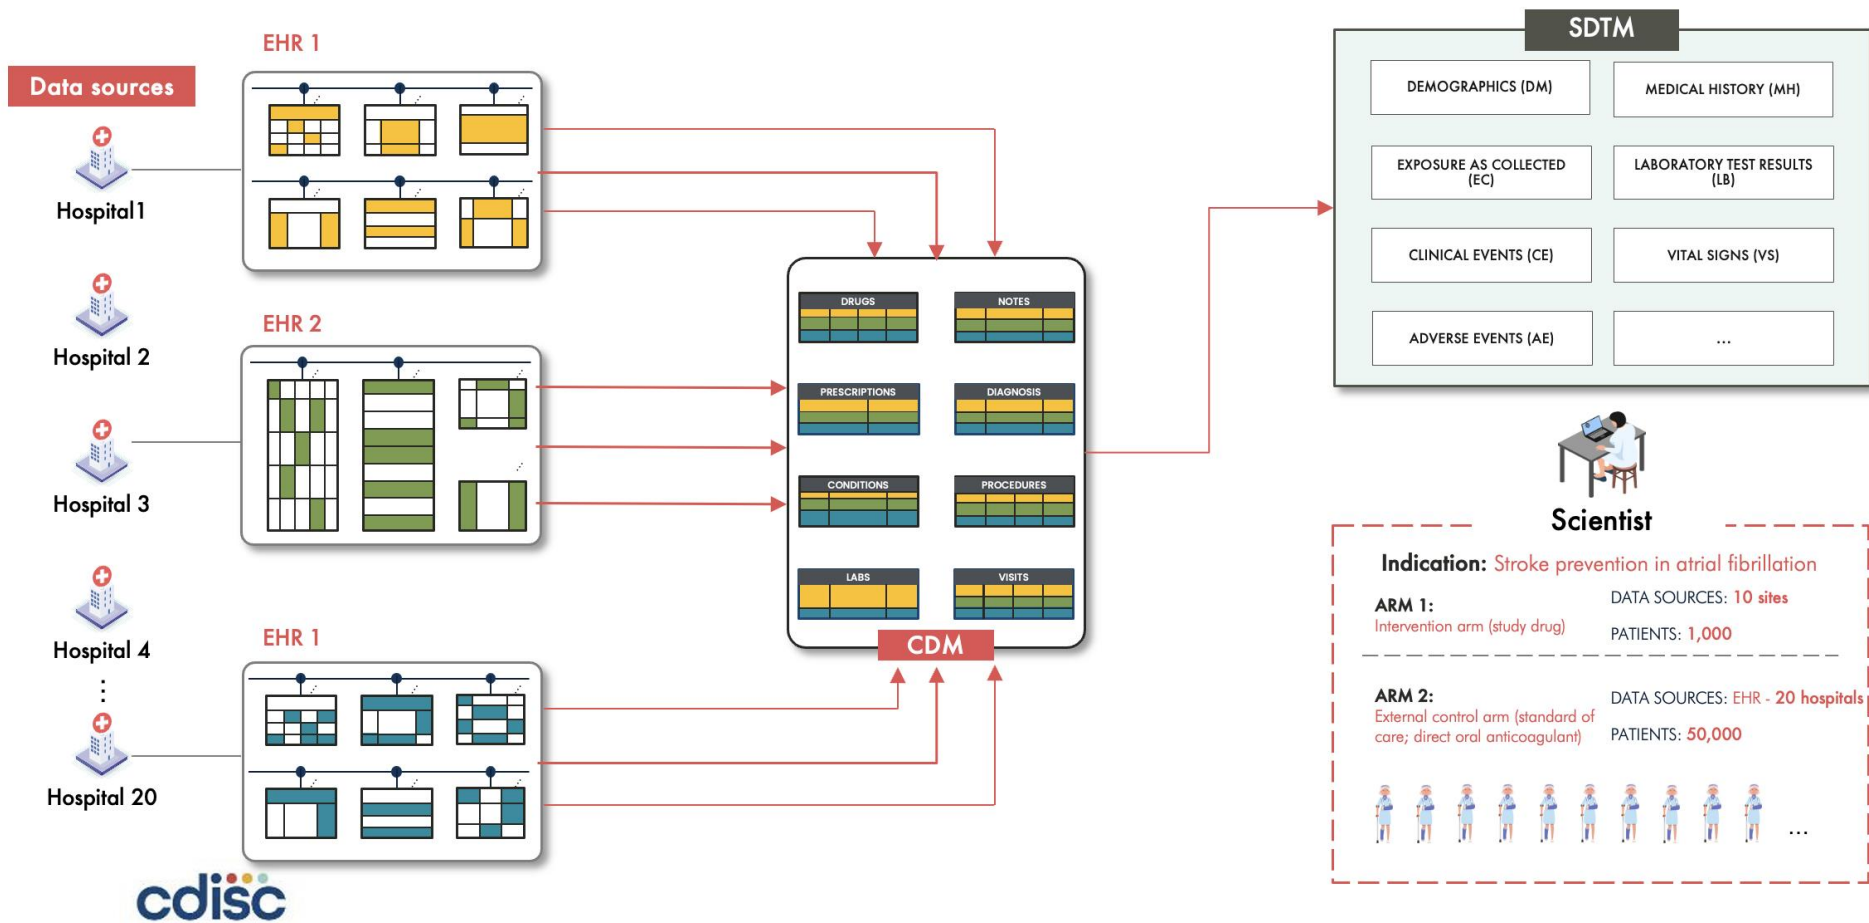 Data sources
Hospital1
Hospital 2
Hospital 3
Hospital 4
Hospital 20
EHR 1
EHR 2
EHR 1
DRUGS
NOTES
PRESCRIPTIONS
DIAGNOSIS
CONDITIONS
PROCEDURES
LABS
VISITS
CDM
SDTM
DEMOGRAPHICS (DM)
MEDICAL HISTORY (MH)
EXPOSURE AS COLLECTED
(EC)
LABORATORY TEST RESULTS
(LB)
CLINICAL EVENTS (CE)
VITAL SIGNS (VS)
ADVERSE EVENTS (AE)
...
Scientist
Indication: Stroke prevention in atrial fibrillation
ARM 1:
Intervention arm (study drug)
DATA SOURCES: 10 sites
PATIENTS: 1,000
ARM 2:
External control arm (standard of
care; direct oral anticoagulant)
DATA SOURCES: EHR - 20 hospitals
PATIENTS: 50,000
...
cdisc